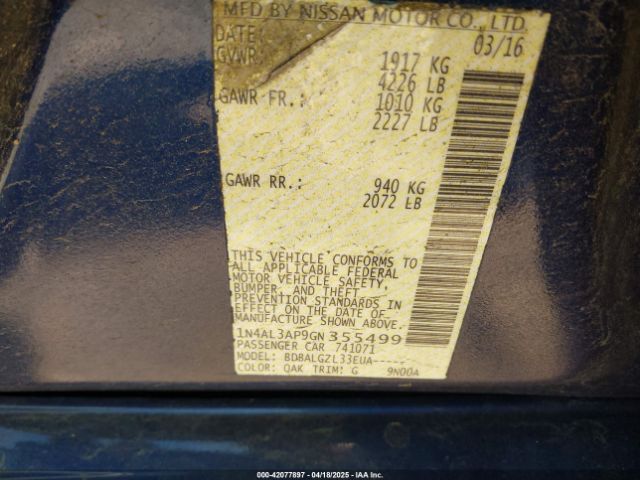 MFD BY NISSAN MOTOR CO., LTD.
DATE: 03/16
GVWR: 1917 KG
4226 LB
GAWR FR.: 1010 KG
2227 LB
GAWR RR.: 940 KG
2072 LB
THIS VEHICLE CONFORMS TO
ALL APPLICABLE FEDERAL
MOTOR VEHICLE SAFETY,
BUMPER, AND THEFT
PREVENTION STANDARDS IN
EFFECT ON THE DATE OF
MANUFACTURE SHOWN ABOVE.
1N4AL3AP9GN355499
PASSENGER CAR 741071
MODEL: BDBALGZL33EUA-----
COLOR: QAK TRIM: G 9N00A
000-42077897 - 04/18/2025 - IAA Inc.